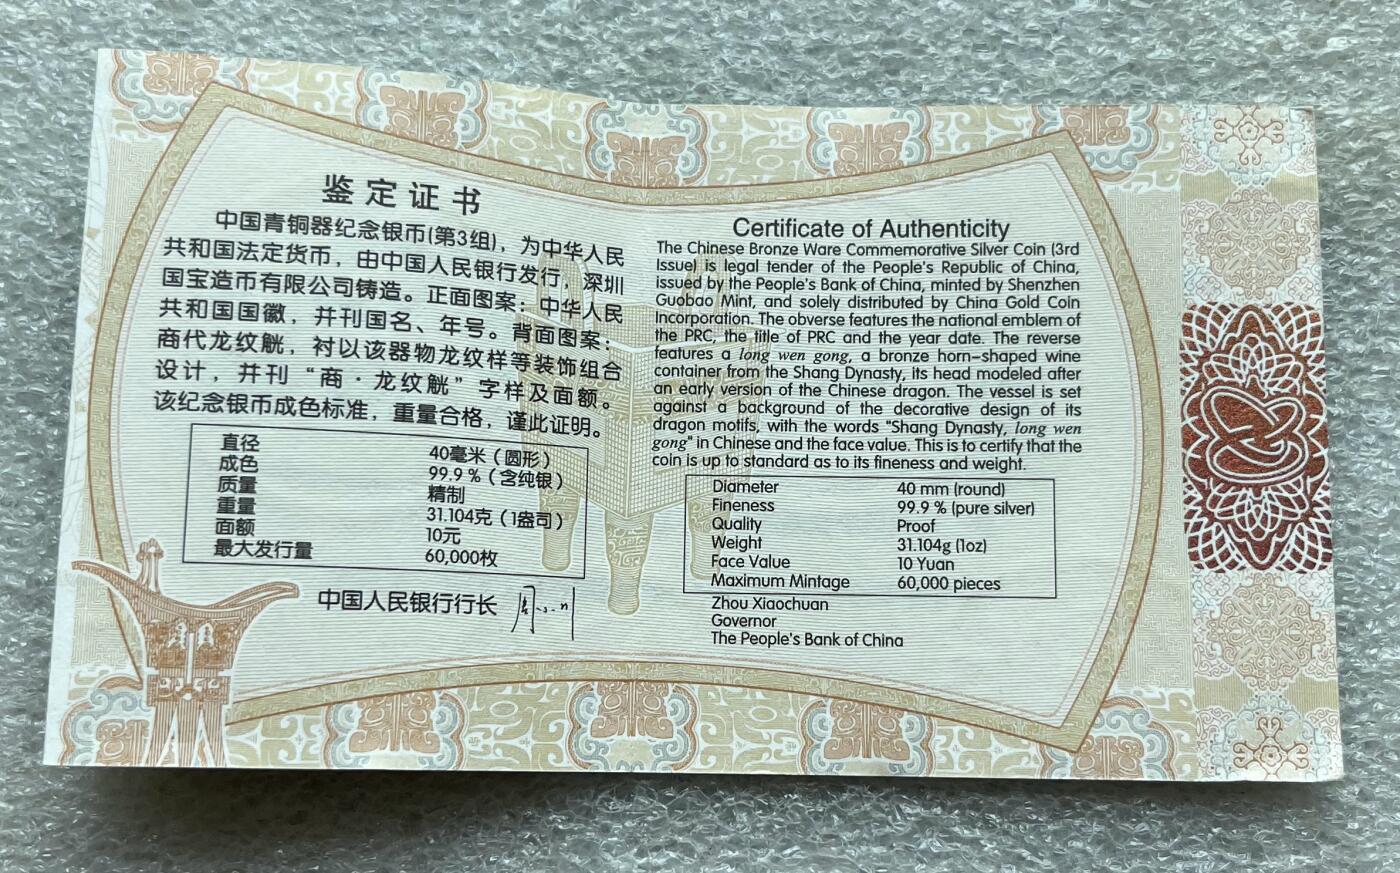 鉴定证书
中国青铜器纪念银币(第3组)，为中华人民
共和国法定货币，由中国人民银行发行，深圳
国宝造币有限公司铸造。正面图案：中华人民
共和国国徽，并刊国名、年号。背面图案：
商代龙纹觥，衬以该器物龙纹样等装饰组合
设计，并刊“商·龙纹觥”字样及面额。
该纪念银币成色标准，重量合格，谨此证明。
直径 40毫米（圆形）
成色 99.9％（含纯银）
质量 精制
重量 31.104克（1盎司）
面额 10元
最大发行量 60,000枚
中国人民银行行长
Certificate of Authenticity
The Chinese Bronze Ware Commemorative Silver Coin (3rd
Issue) is legal tender of the People's Republic of China,
issued by the People's Bank of China, minted by Shenzhen
Guobao Mint, and solely distributed by China Gold Coin
Incorporation. The obverse features the national emblem of
the PRC, the title of PRC and the year date. The reverse
features a long wen gong, a bronze horn-shaped wine
container from the Shang Dynasty, its head modeled after
an early version of the Chinese dragon. The vessel is set
against a background of the decorative design of its
dragon motifs, with the words "Shang Dynasty, long wen
gong" in Chinese and the face value. This is to certify that the
coin is up to standard as to its fineness and weight.
Diameter 40 mm (round)
Fineness 99.9 % (pure silver)
Quality Proof
Weight 31.104g (1oz)
Face Value 10 Yuan
Maximum Mintage 60,000 pieces
Zhou Xiaochuan
Governor
The People's Bank of China